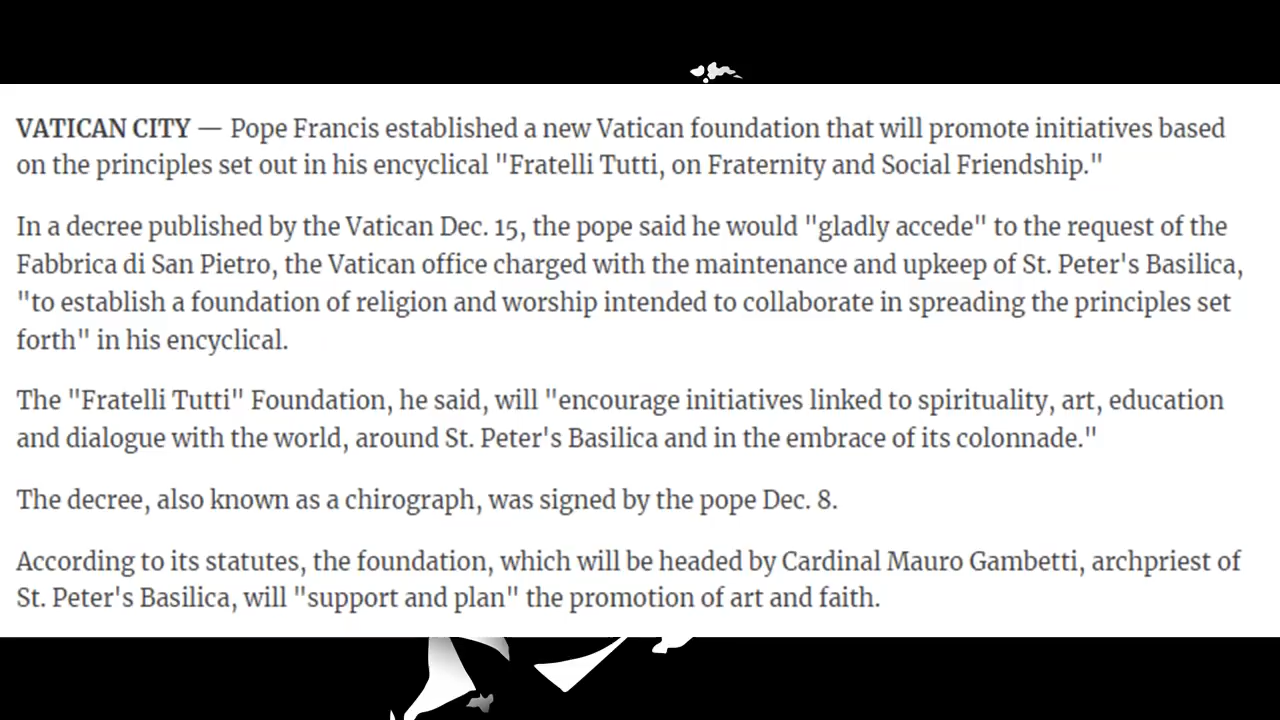 VATICAN CITY — Pope Francis established a new Vatican foundation that will promote initiatives based
on the principles set out in his encyclical "Fratelli Tutti, on Fraternity and Social Friendship."
In a decree published by the Vatican Dec. 15, the pope said he would "gladly accede" to the request of the
Fabbrica di San Pietro, the Vatican office charged with the maintenance and upkeep of St. Peter's Basilica,
"to establish a foundation of religion and worship intended to collaborate in spreading the principles set
forth" in his encyclical.
The "Fratelli Tutti" Foundation, he said, will "encourage initiatives linked to spirituality, art, education
and dialogue with the world, around St. Peter's Basilica and in the embrace of its colonnade."
The decree, also known as a chirograph, was signed by the pope Dec. 8.
According to its statutes, the foundation, which will be headed by Cardinal Mauro Gambetti, archpriest of
St. Peter's Basilica, will "support and plan" the promotion of art and faith.